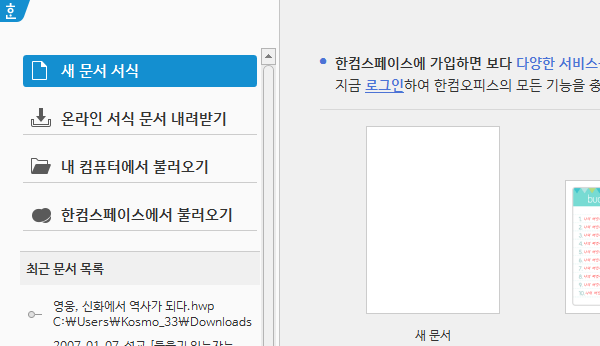 한
새 문서 서식
온라인 서식 문서 내려받기
내 컴퓨터에서 불러오기
한컴스페이스에서 불러오기
최근 문서 목록
영웅, 신화에서 역사가 되다.hwp
C:₩Users₩Kosmo_33₩Downloads
한컴스페이스에 가입하면 보다 다양한 서비스
지금 로그인하여 한컴오피스의 모든 기능을
새 문서